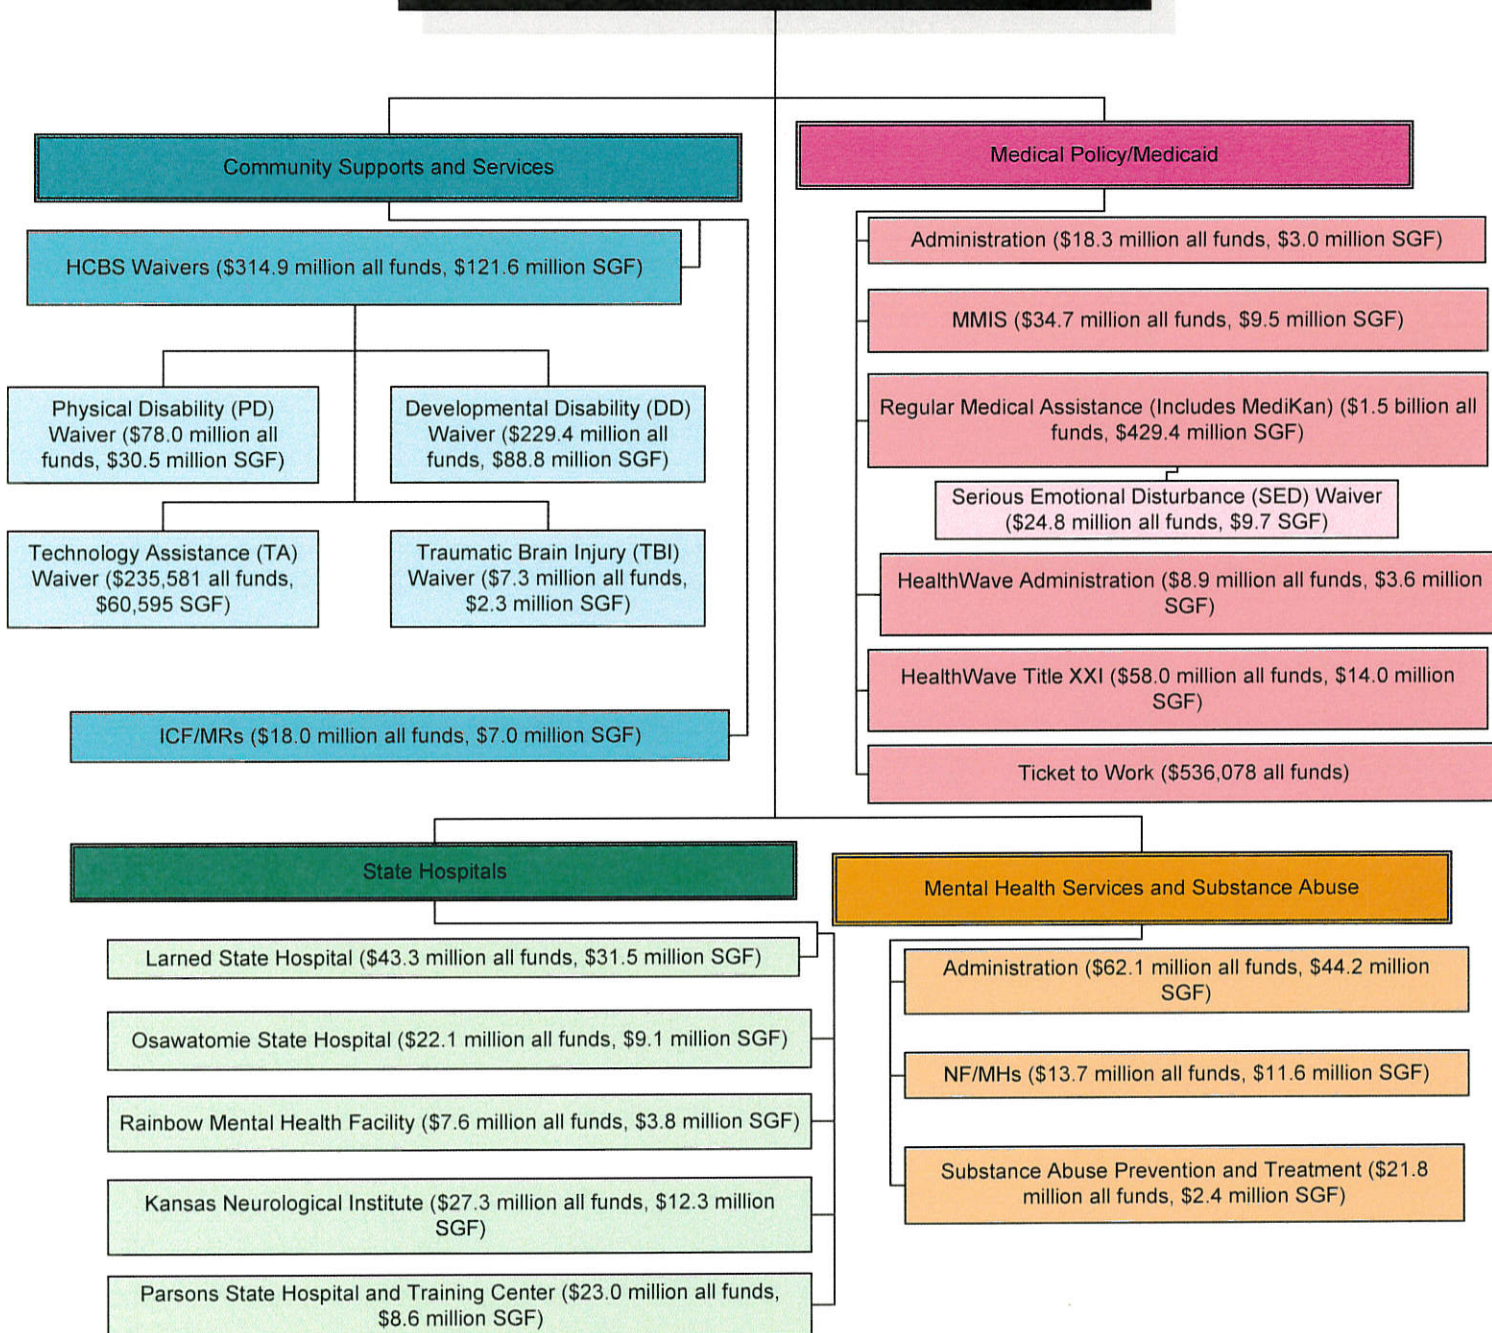 Community Supports and Services
HCBS Waivers ($314.9 million all funds, $121.6 million SGF)
Physical Disability (PD)
Waiver ($78.0 million all
funds, $30.5 million SGF)
Developmental Disability (DD)
Waiver ($229.4 million all
funds, $88.8 million SGF)
Technology Assistance (TA)
Waiver ($235,581 all funds,
$60,595 SGF)
Traumatic Brain Injury (TBI)
Waiver ($7.3 million all funds,
$2.3 million SGF)
ICF/MRs ($18.0 million all funds, $7.0 million SGF)
Medical Policy/Medicaid
Administration ($18.3 million all funds, $3.0 million SGF)
MMIS ($34.7 million all funds, $9.5 million SGF)
Regular Medical Assistance (Includes MediKan) ($1.5 billion all
funds, $429.4 million SGF)
Serious Emotional Disturbance (SED) Waiver
($24.8 million all funds, $9.7 SGF)
HealthWave Administration ($8.9 million all funds, $3.6 million
SGF)
HealthWave Title XXI ($58.0 million all funds, $14.0 million
SGF)
Ticket to Work ($536,078 all funds)
State Hospitals
Larned State Hospital ($43.3 million all funds, $31.5 million SGF)
Osawatomie State Hospital ($22.1 million all funds, $9.1 million SGF)
Rainbow Mental Health Facility ($7.6 million all funds, $3.8 million SGF)
Kansas Neurological Institute ($27.3 million all funds, $12.3 million
SGF)
Parsons State Hospital and Training Center ($23.0 million all funds,
$8.6 million SGF)
Mental Health Services and Substance Abuse
Administration ($62.1 million all funds, $44.2 million
SGF)
NF/MHs ($13.7 million all funds, $11.6 million SGF)
Substance Abuse Prevention and Treatment ($21.8
million all funds, $2.4 million SGF)